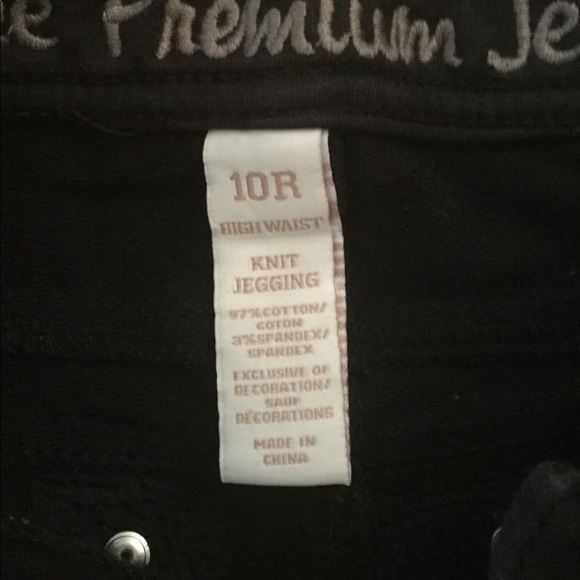 Premium Je
10R
HIGH WAIST
KNIT
JEGGING
97%COTTON/
COTON
3%SPANDEX/
SPANDEX
EXCLUSIVE OF
DECORATION/
SAUF
DÉCORATIONS
MADE IN
CHINA